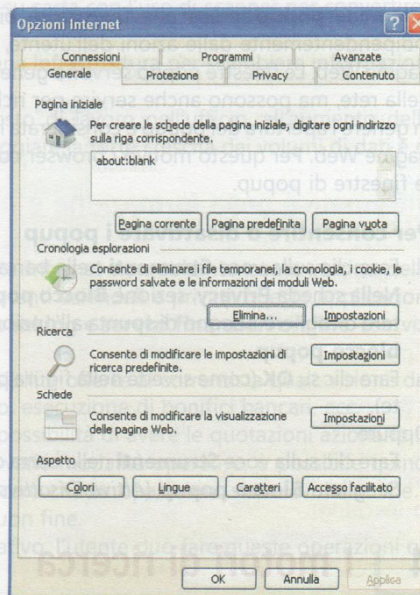 Opzioni Internet
Connessioni Programmi Avanzate
Generale Protezione Privacy Contenuto
Pagina iniziale
Per creare le schede della pagina iniziale, digitare ogni indirizzo
sulla riga corrispondente.
about:blank
Pagina corrente Pagina predefinita Pagina vuota
Cronologia esplorazioni
Consente di eliminare i file temporanei, la cronologia, i cookie, le
password salvate e le informazioni dei moduli Web.
Elimina... Impostazioni
Ricerca
Consente di modificare le impostazioni di
ricerca predefinite.
Impostazioni
Schede
Consente di modificare la visualizzazione
delle pagine Web.
Impostazioni
Aspetto
Colori Lingue Caratteri Accesso facilitato
OK Annulla Applica